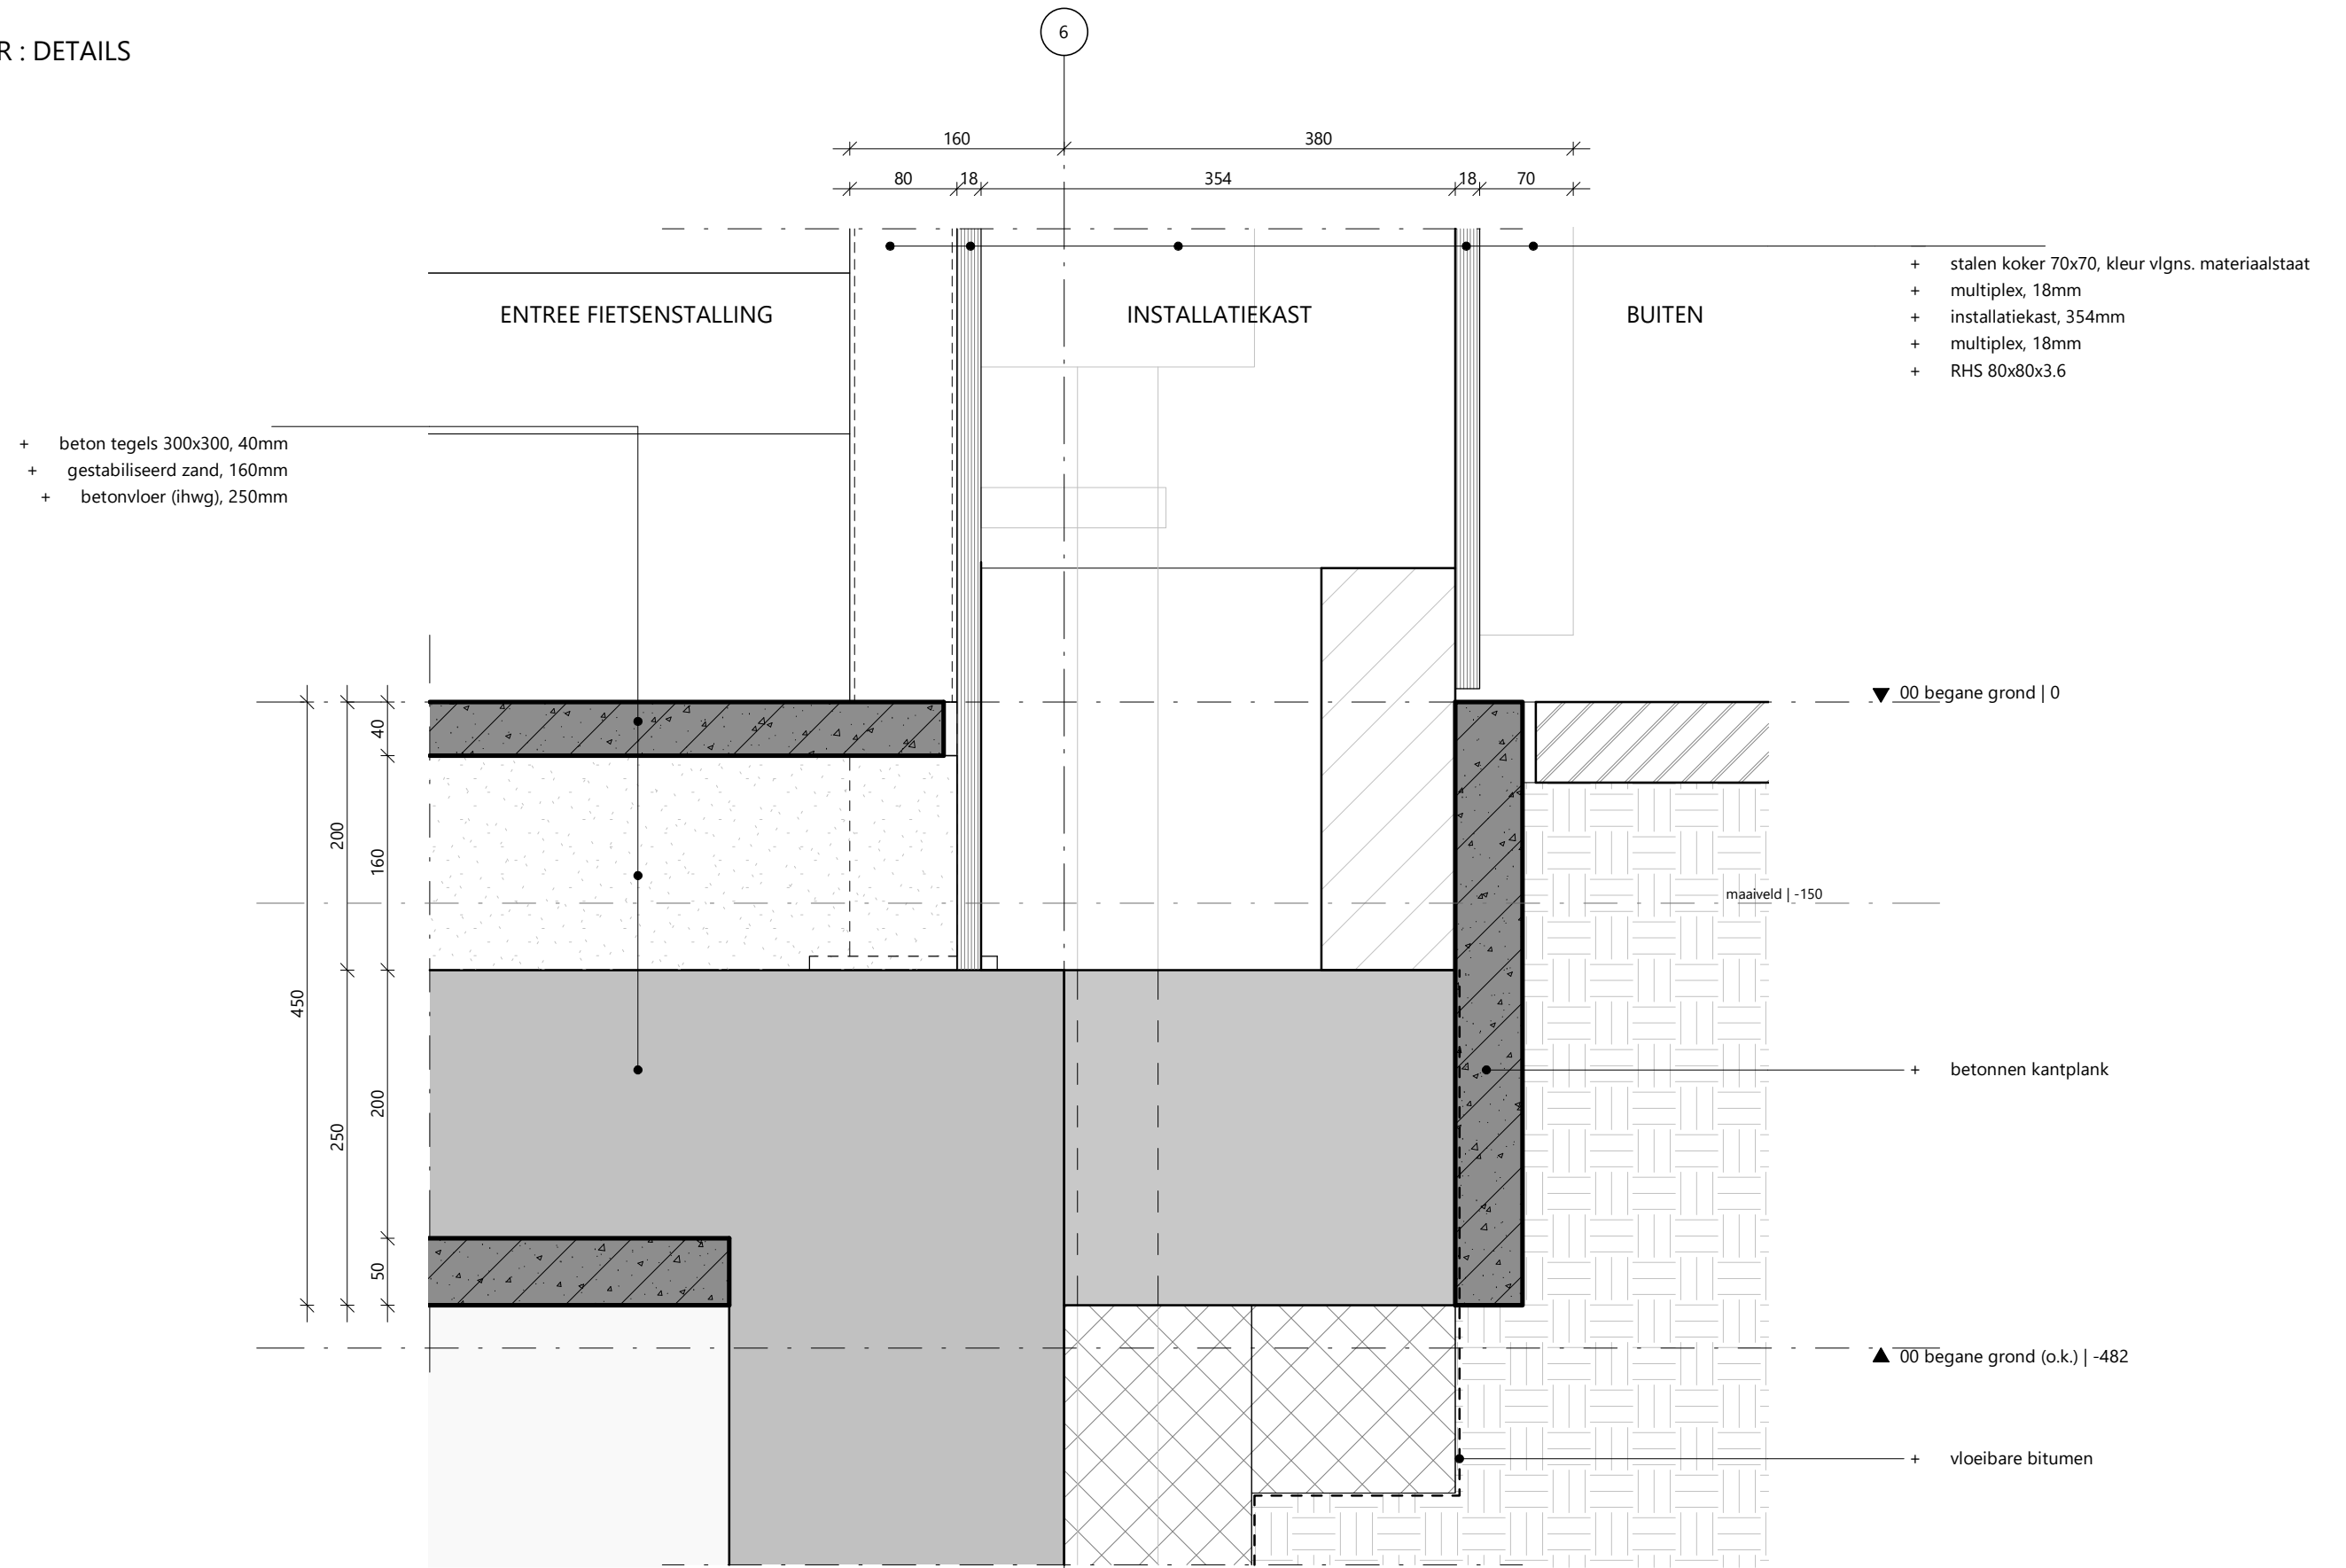 6
R : DETAILS
160
380
80
18
354
18
70
+ stalen koker 70x70, kleur vlgns. materiaalstaat
+ multiplex, 18mm
+ installatiekast, 354mm
+ multiplex, 18mm
+ RHS 80x80x3.6
ENTREE FIETSENSTALLING
INSTALLATIEKAST
BUITEN
+ beton tegels 300x300, 40mm
+ gestabiliseerd zand, 160mm
+ betonvloer (ihwg), 250mm
00 begane grond | 0
40
200
160
maaiveld | -150
450
betonnen kantplank
+
200
250
50
00 begane grond (o.k.) | -482
+ vloeibare bitumen